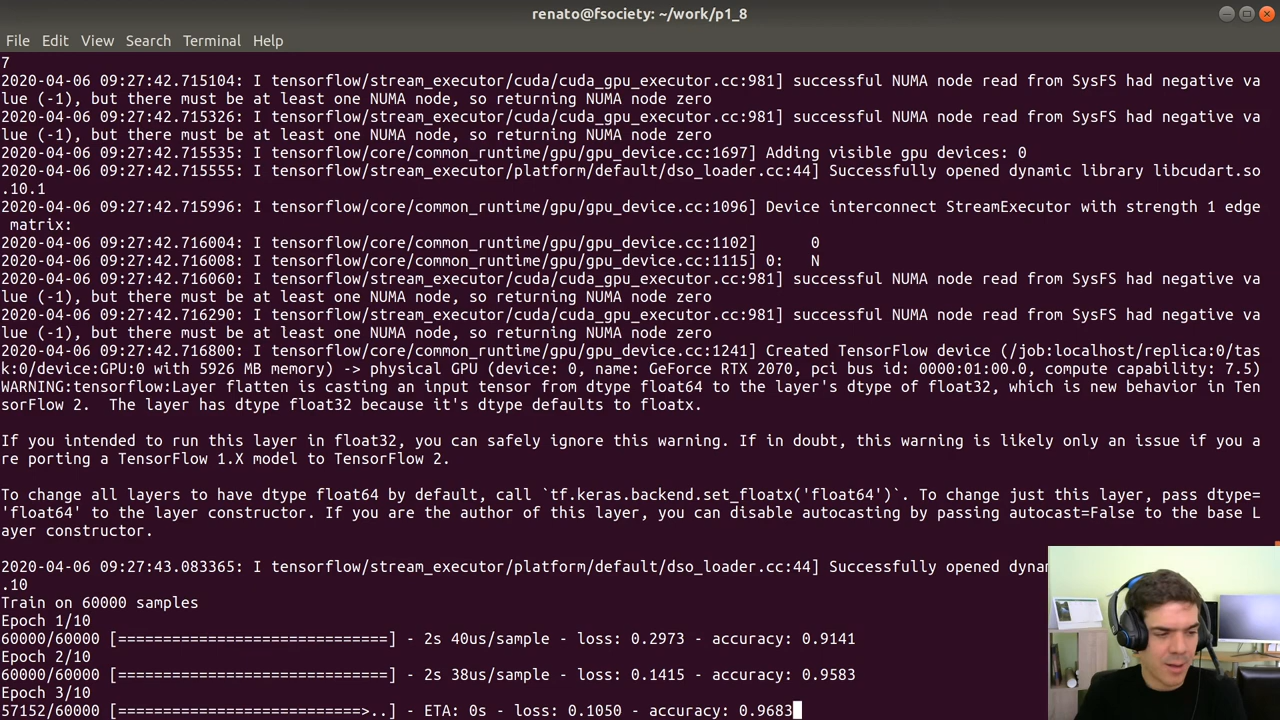 renato@fsociety: ~/work/p1_8
File Edit View Search Terminal Help
7
2020-04-06 09:27:42.715104: I tensorflow/stream_executor/cuda/cuda_gpu_executor.cc:981] successful NUMA node read from SysFS had negative va
lue (-1), but there must be at least one NUMA node, so returning NUMA node zero
2020-04-06 09:27:42.715326: I tensorflow/stream_executor/cuda/cuda_gpu_executor.cc:981] successful NUMA node read from SysFS had negative va
lue (-1), but there must be at least one NUMA node, so returning NUMA node zero
2020-04-06 09:27:42.715535: I tensorflow/core/common_runtime/gpu/gpu_device.cc:1697] Adding visible gpu devices: 0
2020-04-06 09:27:42.715555: I tensorflow/stream_executor/platform/default/dso_loader.cc:44] Successfully opened dynamic library libcudart.so
.10.1
2020-04-06 09:27:42.715996: I tensorflow/core/common_runtime/gpu/gpu_device.cc:1096] Device interconnect StreamExecutor with strength 1 edge
 matrix:
2020-04-06 09:27:42.716004: I tensorflow/core/common_runtime/gpu/gpu_device.cc:1102]      0
2020-04-06 09:27:42.716008: I tensorflow/core/common_runtime/gpu/gpu_device.cc:1115] 0:   N
2020-04-06 09:27:42.716060: I tensorflow/stream_executor/cuda/cuda_gpu_executor.cc:981] successful NUMA node read from SysFS had negative va
lue (-1), but there must be at least one NUMA node, so returning NUMA node zero
2020-04-06 09:27:42.716290: I tensorflow/stream_executor/cuda/cuda_gpu_executor.cc:981] successful NUMA node read from SysFS had negative va
lue (-1), but there must be at least one NUMA node, so returning NUMA node zero
2020-04-06 09:27:42.716800: I tensorflow/core/common_runtime/gpu/gpu_device.cc:1241] Created TensorFlow device (/job:localhost/replica:0/tas
k:0/device:GPU:0 with 5926 MB memory) -> physical GPU (device: 0, name: GeForce RTX 2070, pci bus id: 0000:01:00.0, compute capability: 7.5)
WARNING:tensorflow:Layer flatten is casting an input tensor from dtype float64 to the layer's dtype of float32, which is new behavior in Ten
sorFlow 2.  The layer has dtype float32 because it's dtype defaults to floatx.
If you intended to run this layer in float32, you can safely ignore this warning. If in doubt, this warning is likely only an issue if you a
re porting a TensorFlow 1.X model to TensorFlow 2.
To change all layers to have dtype float64 by default, call `tf.keras.backend.set_floatx('float64')`. To change just this layer, pass dtype=
'float64' to the layer constructor. If you are the author of this layer, you can disable autocasting by passing autocast=False to the base L
ayer constructor.
2020-04-06 09:27:43.083365: I tensorflow/stream_executor/platform/default/dso_loader.cc:44] Successfully opened
.10
Train on 60000 samples
Epoch 1/10
60000/60000 [==============================] - 2s 40us/sample - loss: 0.2973 - accuracy: 0.9141
Epoch 2/10
60000/60000 [==============================] - 2s 38us/sample - loss: 0.1415 - accuracy: 0.9583
Epoch 3/10
57152/60000 [===========================>..] - ETA: 0s - loss: 0.1050 - accuracy: 0.9683